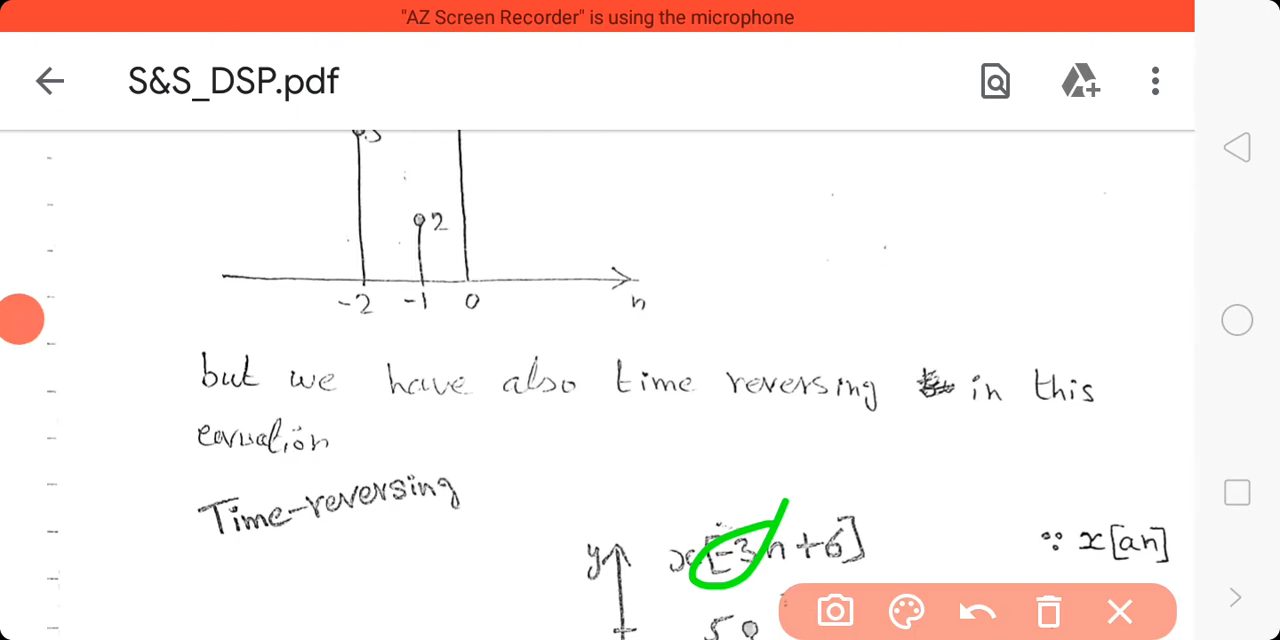 "AZ Screen Recorder" is using the microphone
S&S_DSP.pdf
2
-2 -1 0 n
but we have also time reversing in this
equation
Time-reversing
y x[-3n+6] ∵ x[an]
5